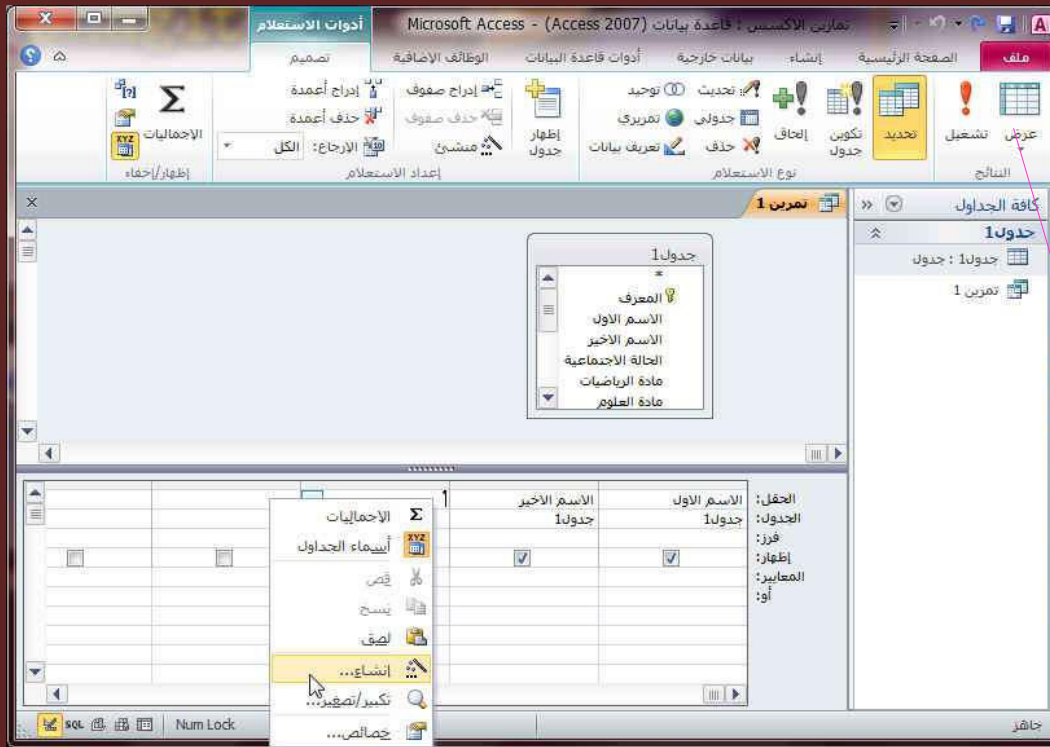 تمارين الاكسس : قاعدة بيانات (Access 2007) - Microsoft Access
أدوات الاستعلام
ملف
الصفحة الرئيسية
إنشاء
بيانات خارجية
أدوات قاعدة البيانات
الوظائف الإضافية
تصميم
عرض
تشغيل
النتائج
تحديد
تكوين جدول
إلحاق
تحديث
جدولي
حذف
توحيد
تمريري
تعريف بيانات
نوع الاستعلام
إظهار جدول
إدراج صفوف
حذف صفوف
منشئ
إدراج أعمدة
حذف أعمدة
الإرجاع: الكل
إعداد الاستعلام
الإجماليات
إظهار/إخفاء
كافة الجداول
جدول1
جدول1 : جدول
تمرين 1
تمرين 1
جدول1
*
المعرف
الاسم الاول
الاسم الاخير
الحالة الاجتماعية
مادة الرياضيات
مادة العلوم
الحقل: الاسم الاول الاسم الاخير
الجدول: جدول1 جدول1
فرز:
إظهار:
المعايير:
أو:
الإجماليات
أسماء الجداول
قص
نسخ
لصق
إنشاء...
تكبير/تصغير...
خصائص...
جاهز
Num Lock
SQL